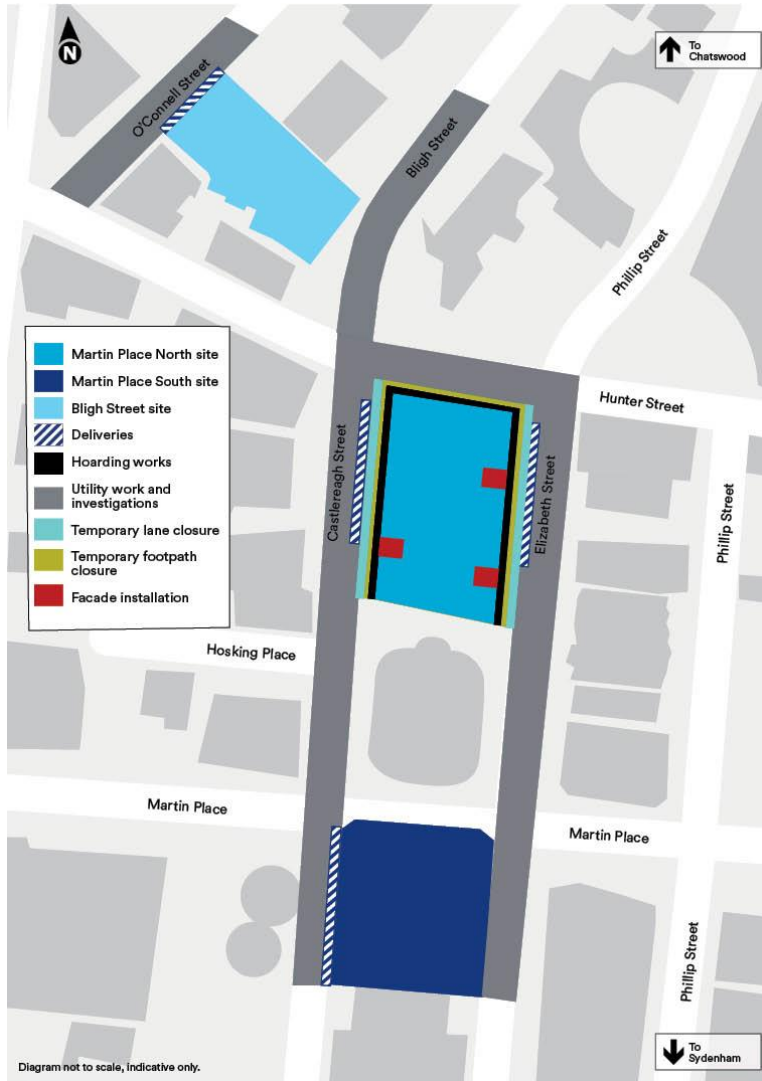 N
To
Chatswood
O'Connell Street
Bligh Street
Phillip Street
Martin Place North site
Martin Place South site
Bligh Street site
Deliveries
Hoarding works
Utility work and
investigations
Temporary lane closure
Temporary footpath
closure
Facade installation
Hunter Street
Castlereagh Street
Elizabeth Street
Phillip Street
Hosking Place
Martin Place
Martin Place
Phillip Street
To
Sydenham
Diagram not to scale, indicative only.